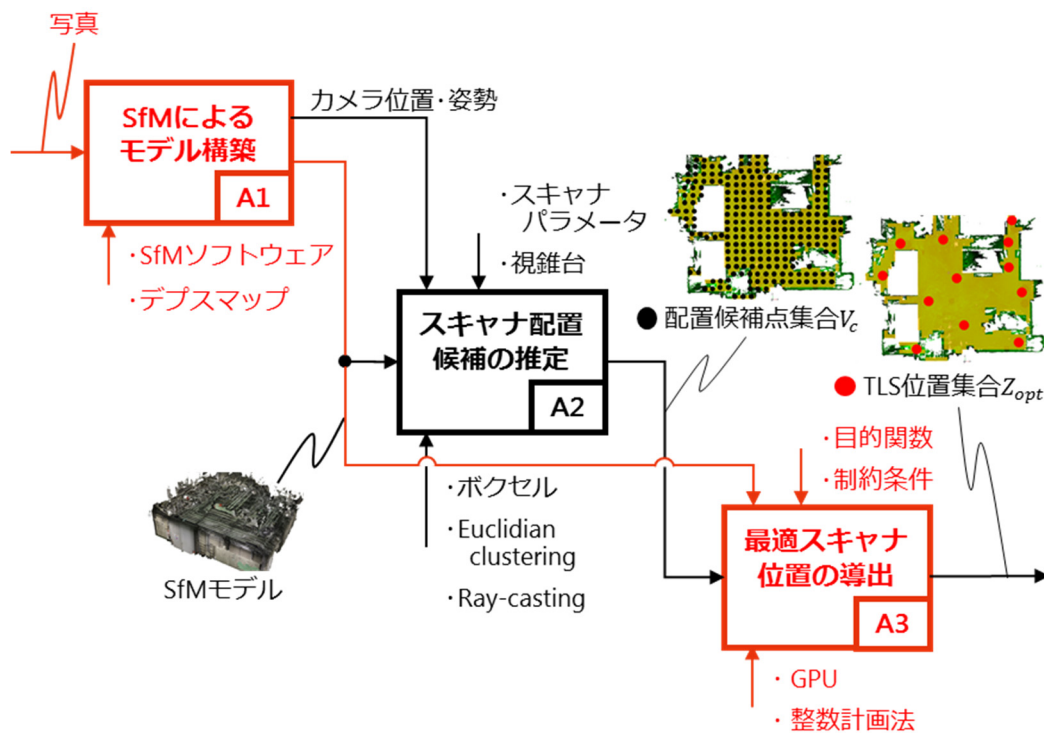 写真
SfMによる
モデル構築
A1
カメラ位置・姿勢
・SfMソフトウェア
・デプスマップ
・スキャナ
パラメータ
・視錐台
スキャナ配置
候補の推定
A2
● 配置候補点集合V_c
● TLS位置集合Z_opt
・ボクセル
・Euclidian
clustering
・Ray-casting
SfMモデル
・目的関数
・制約条件
最適スキャナ
位置の導出
A3
・GPU
・整数計画法